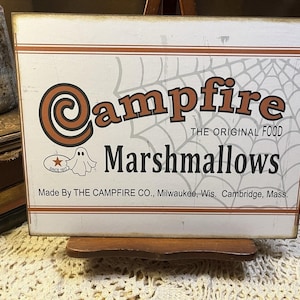 Campfire
THE ORIGINAL FOOD
Marshmallows
Made By THE CAMPFIRE CO., Milwaukee, Wis. Cambridge, Mass.